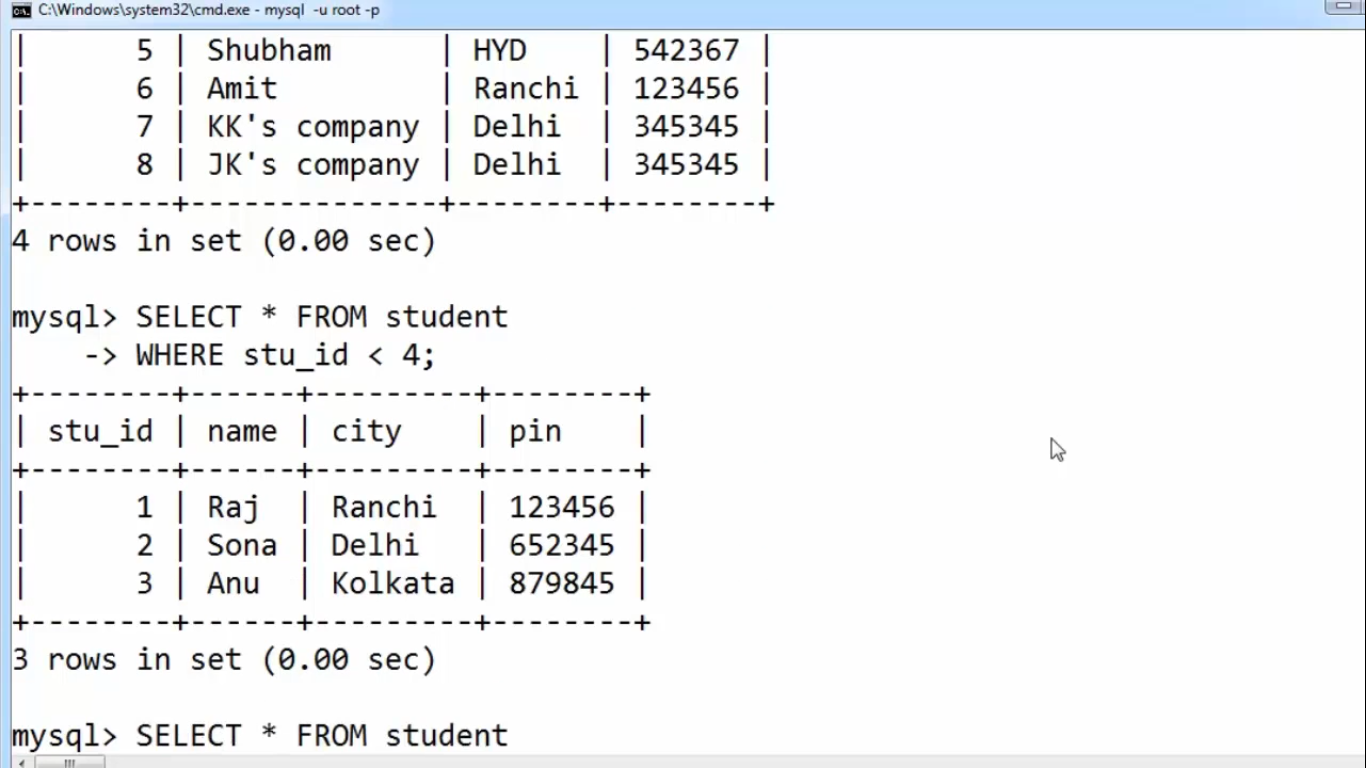 C:\Windows\system32\cmd.exe - mysql  -u root -p
|      5 | Shubham      | HYD    | 542367 |
|      6 | Amit         | Ranchi | 123456 |
|      7 | KK's company | Delhi  | 345345 |
|      8 | JK's company | Delhi  | 345345 |
+--------+--------------+--------+--------+
4 rows in set (0.00 sec)
mysql> SELECT * FROM student
    -> WHERE stu_id < 4;
+--------+------+---------+--------+
| stu_id | name | city    | pin    |
+--------+------+---------+--------+
|      1 | Raj  | Ranchi  | 123456 |
|      2 | Sona | Delhi   | 652345 |
|      3 | Anu  | Kolkata | 879845 |
+--------+------+---------+--------+
3 rows in set (0.00 sec)
mysql> SELECT * FROM student